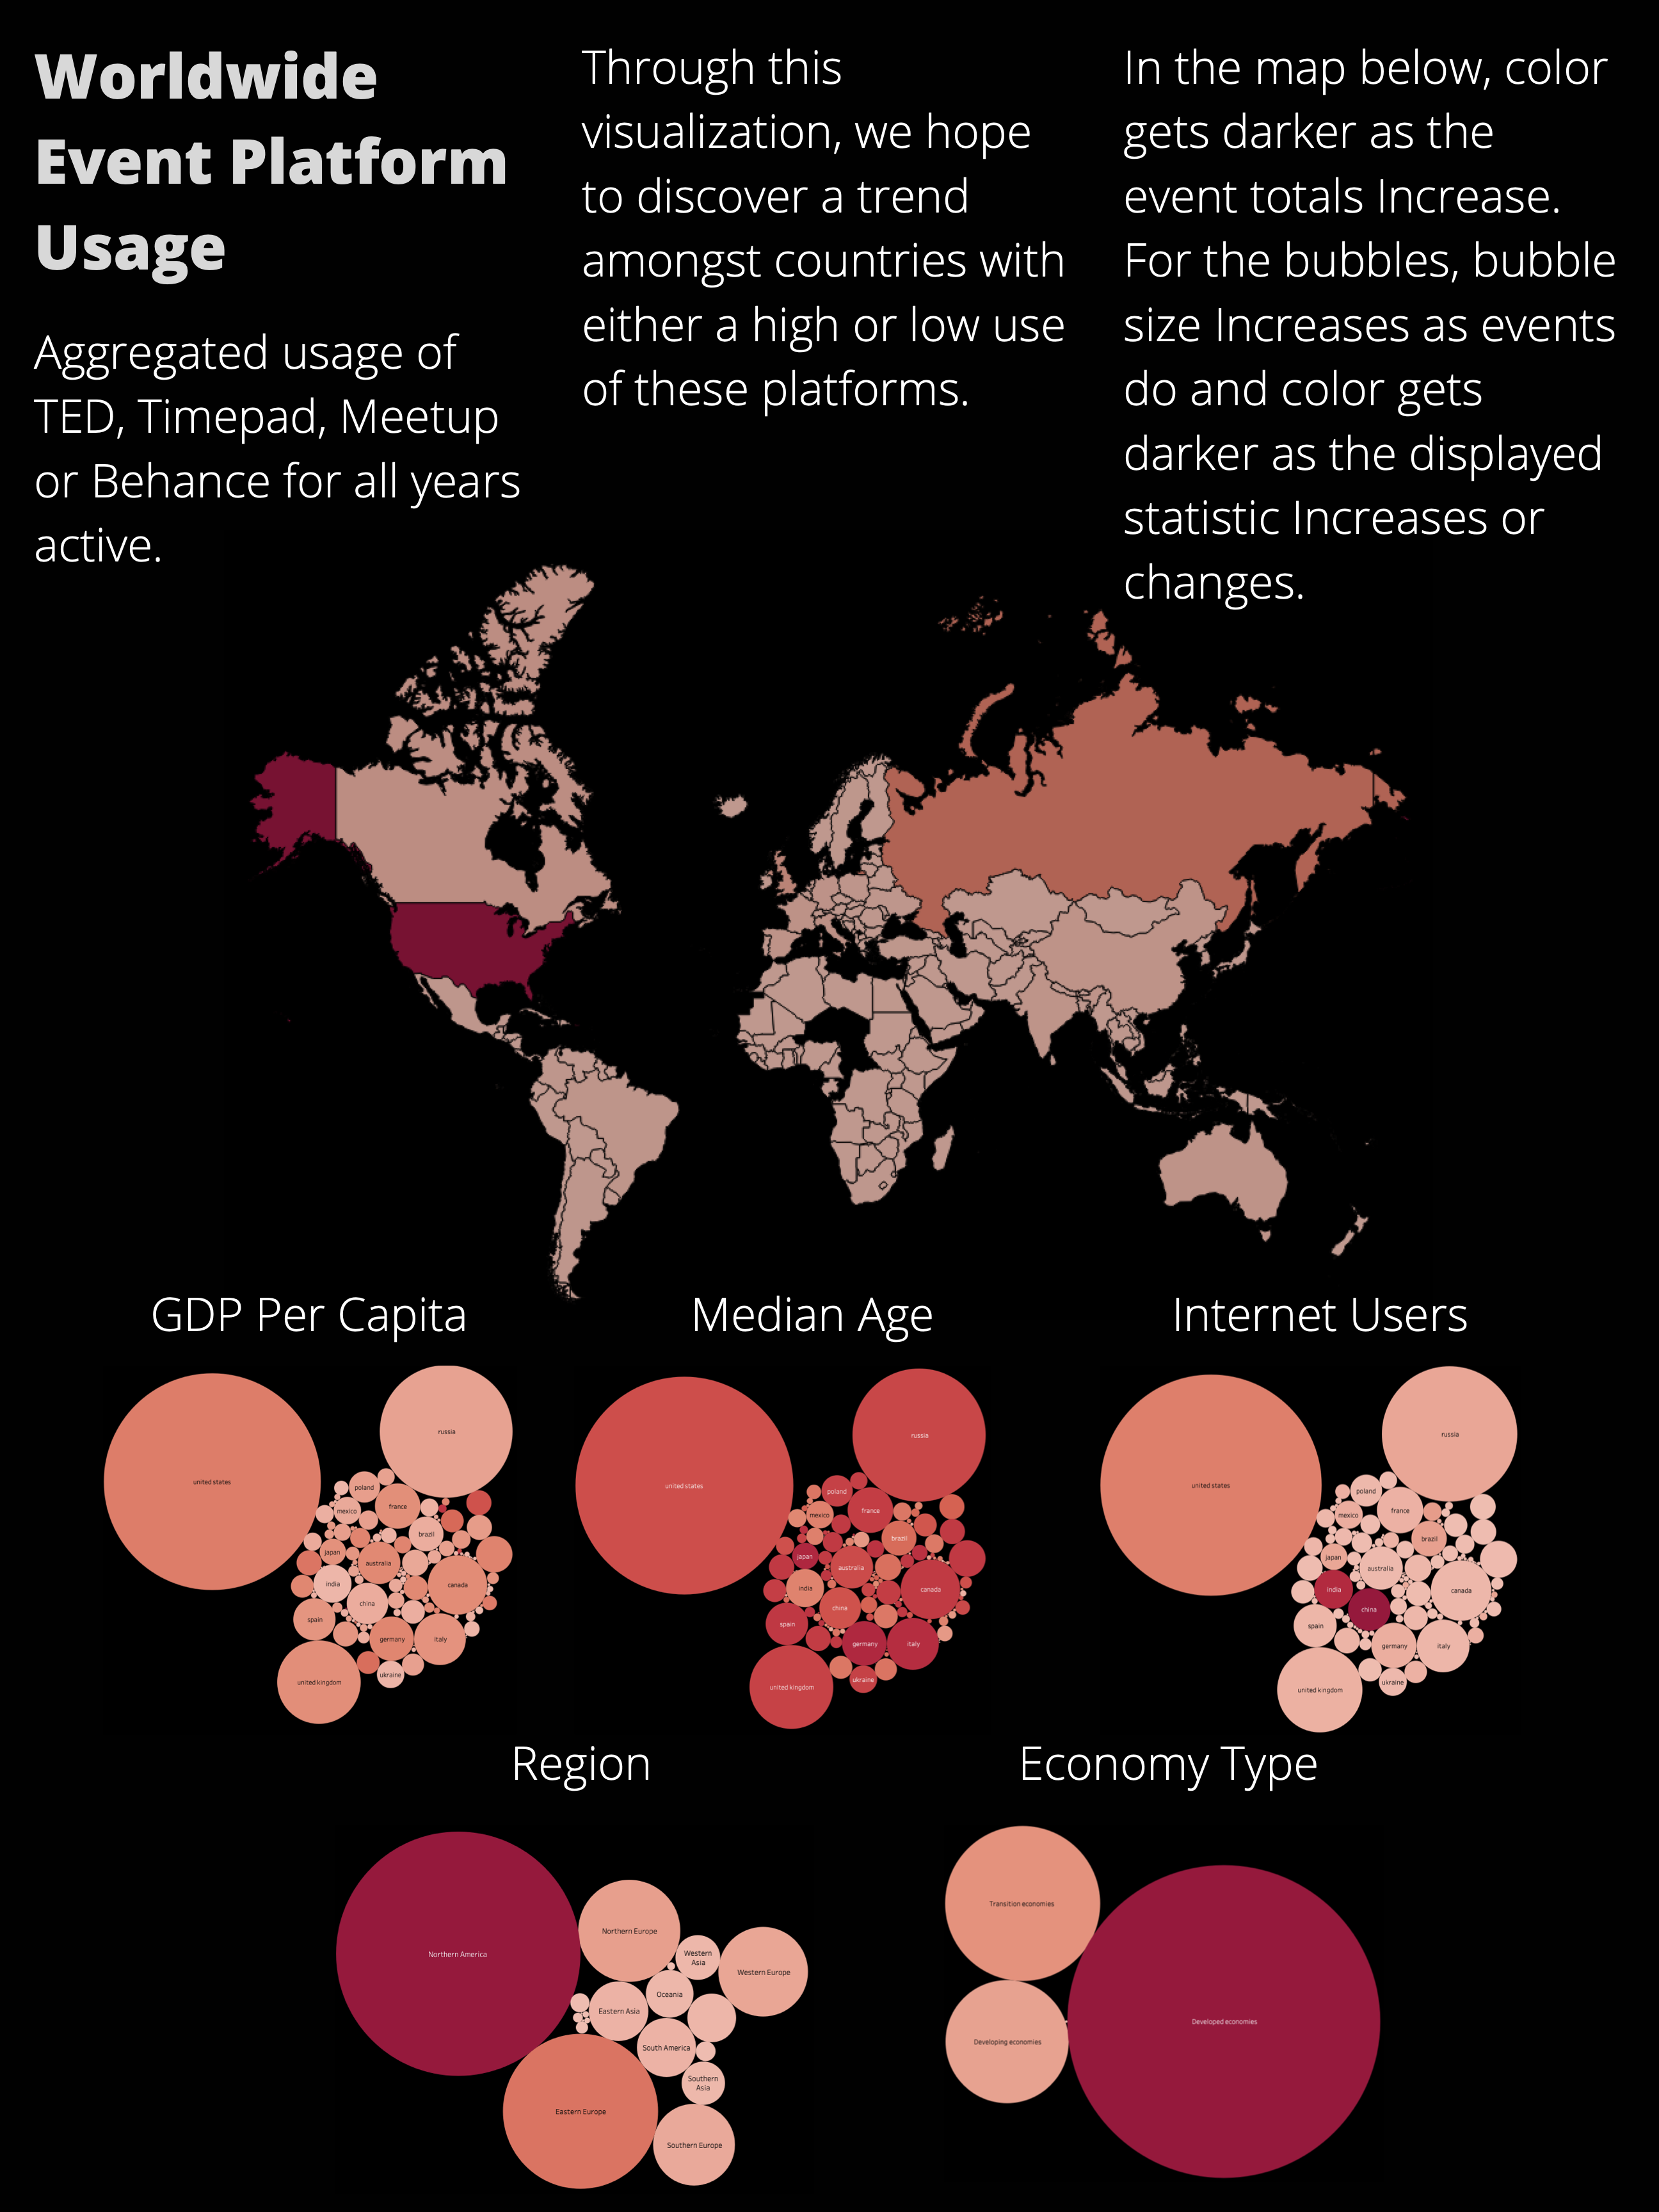 Worldwide
Event Platform
Usage
Aggregated usage of
TED, Timepad, Meetup
or Behance for all years
active.
Through this
visualization, we hope
to discover a trend
amongst countries with
either a high or low use
of these platforms.
In the map below, color
gets darker as the
event totals Increase.
For the bubbles, bubble
size Increases as events
do and color gets
darker as the displayed
statistic Increases or
changes.
GDP Per Capita
united states
russia
poland
mexico
france
brazil
japan
australia
india
canada
china
spain
germany
italy
ukraine
united kingdom
Median Age
united states
russia
poland
mexico
france
brazil
japan
australia
india
canada
china
spain
germany
italy
ukraine
united kingdom
Internet Users
united states
russia
poland
mexico
france
brazil
japan
australia
india
canada
china
spain
germany
italy
ukraine
united kingdom
Region
Northern America
Northern Europe
Western
Asia
Western Europe
Oceania
Eastern Asia
South America
Southern
Asia
Eastern Europe
Southern Europe
Economy Type
Transition economies
Developed economies
Developing economies